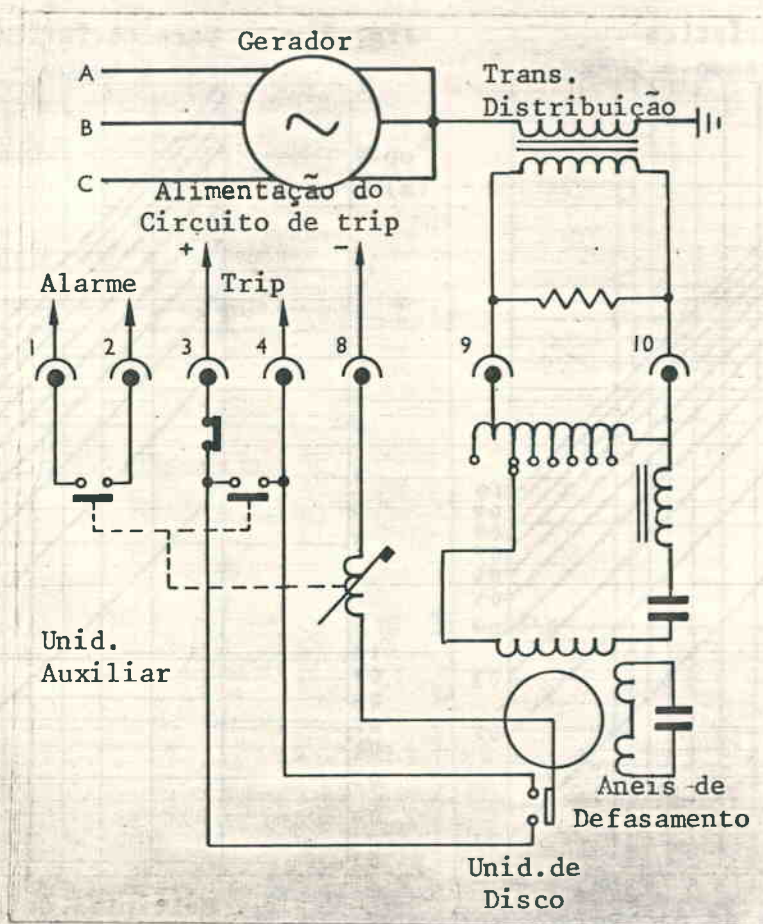 Gerador
A
B
C
Trans.
Distribuição
Alimentação do
Circuito de trip
+
-
Alarme
Trip
1
2
3
4
8
9
10
Unid.
Auxiliar
Aneis de
Defasamento
Unid.de
Disco